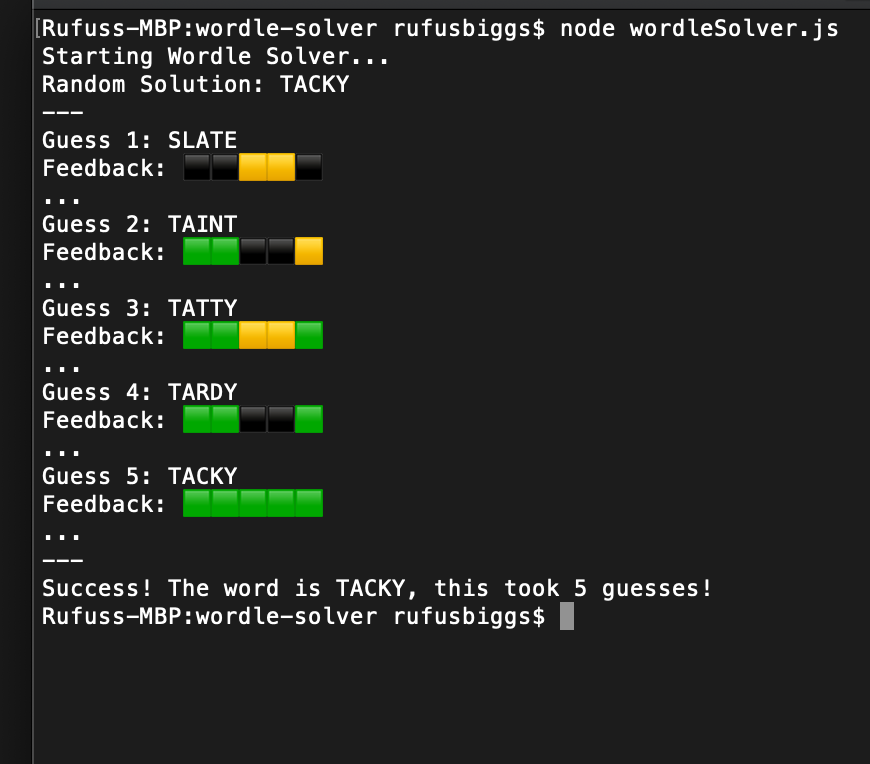 [Rufuss-MBP:wordle-solver rufusbiggs$ node wordleSolver.js
Starting Wordle Solver...
Random Solution: TACKY
---
Guess 1: SLATE
Feedback: ⬛⬛🟨🟨⬛
...
Guess 2: TAINT
Feedback: 🟩🟩⬛⬛🟨
...
Guess 3: TATTY
Feedback: 🟩🟩🟨🟨🟩
...
Guess 4: TARDY
Feedback: 🟩🟩⬛⬛🟩
...
Guess 5: TACKY
Feedback: 🟩🟩🟩🟩🟩
...
---
Success! The word is TACKY, this took 5 guesses!
Rufuss-MBP:wordle-solver rufusbiggs$